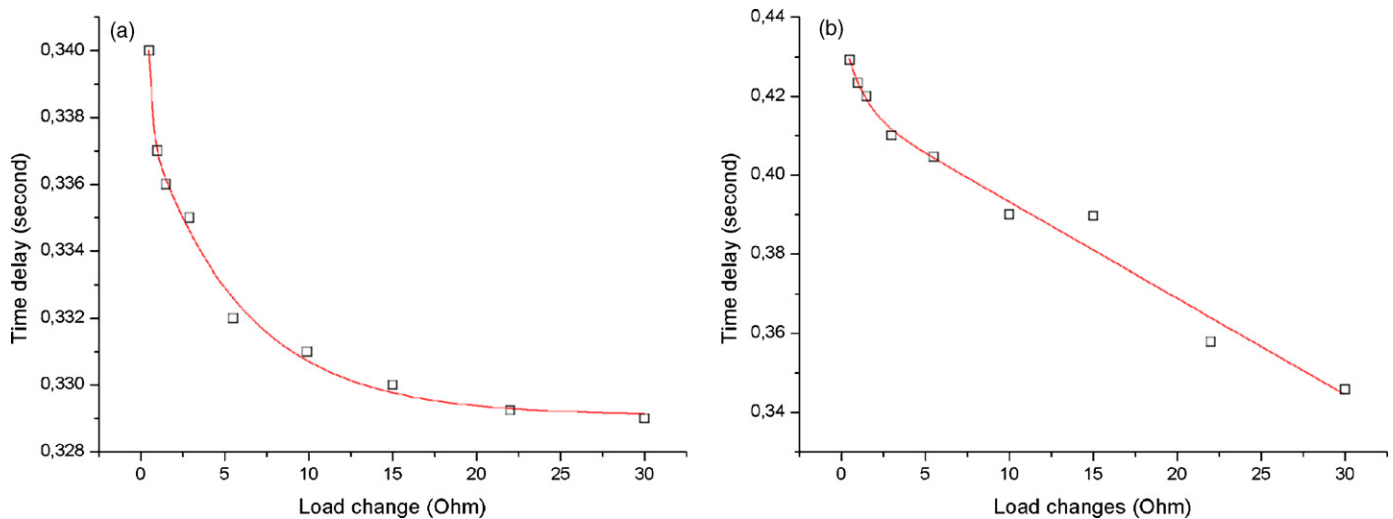 (a)
0,340
0,338
0,336
0,334
0,332
0,330
0,328
Time delay (second)
0 5 10 15 20 25 30
Load change (Ohm)
(b)
0,44
0,42
0,40
0,38
0,36
0,34
Time delay (second)
0 5 10 15 20 25 30
Load changes (Ohm)